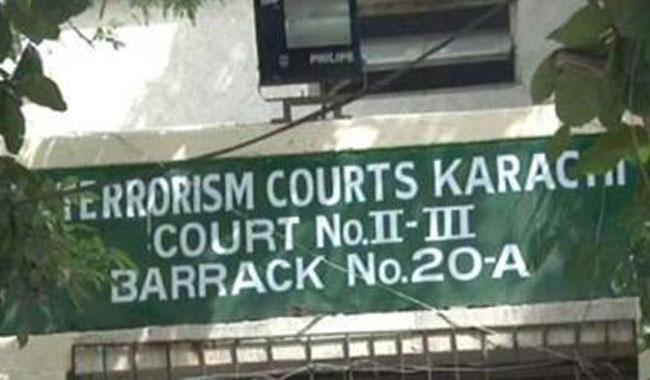 PHILIPS
TERRORISM COURTS KARACHI
COURT No.II-III
BARRACK No.20-A